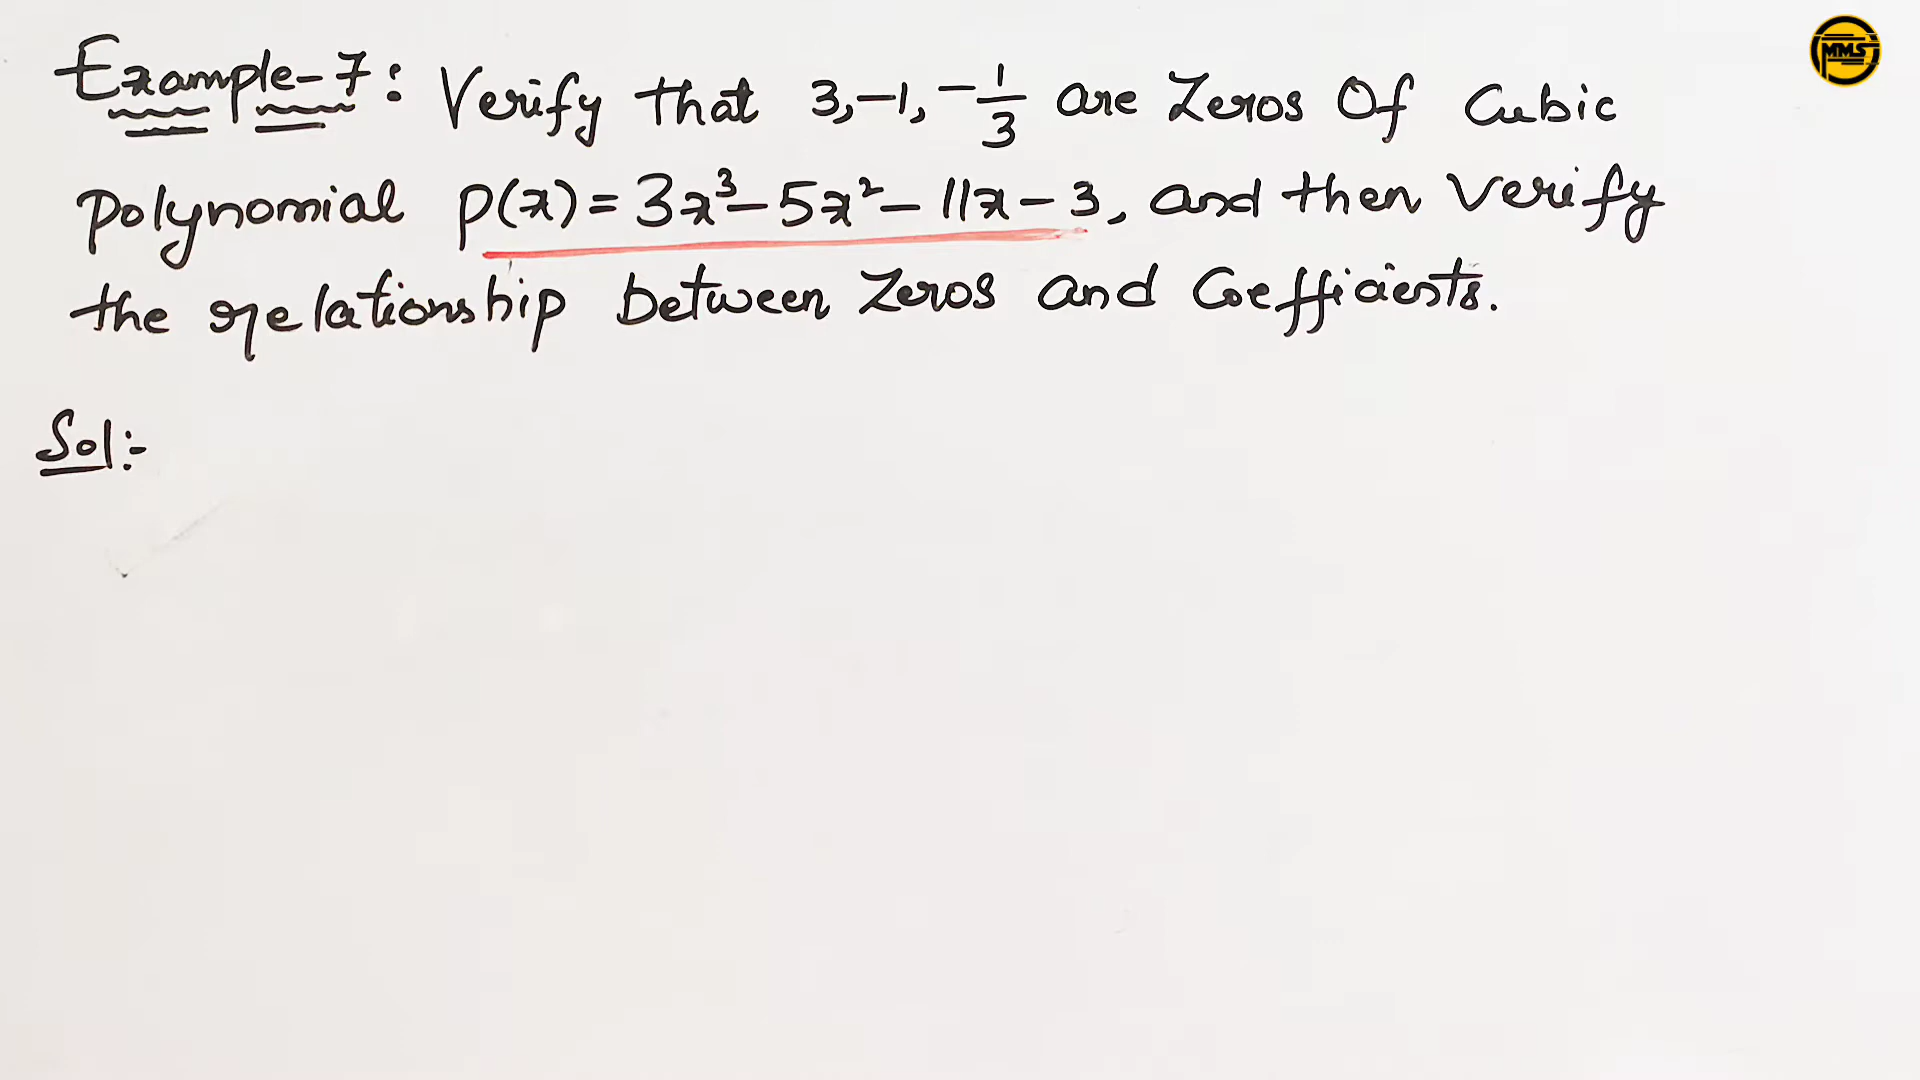 Example-7: Verify that 3, -1, -1/3 are Zeros Of Cubic
Polynomial p(x) = 3x³ - 5x² - 11x - 3, and then Verify
the relationship between Zeros and Coefficients.
Sol:-
MMS